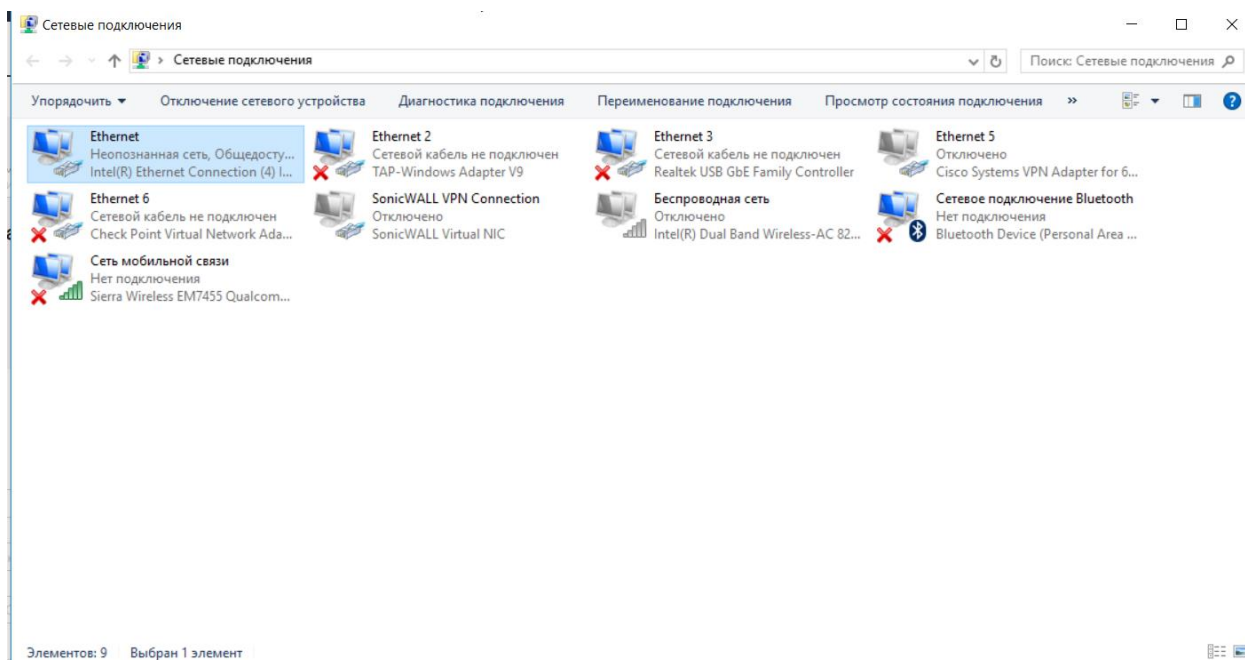 Сетевые подключения
Сетевые подключения
Поиск: Сетевые подключения
Упорядочить Отключение сетевого устройства Диагностика подключения Переименование подключения Просмотр состояния подключения »
Ethernet
Неопознанная сеть, Общедосту...
Intel(R) Ethernet Connection (4) I...
Ethernet 2
Сетевой кабель не подключен
TAP-Windows Adapter V9
Ethernet 3
Сетевой кабель не подключен
Realtek USB GbE Family Controller
Ethernet 5
Отключено
Cisco Systems VPN Adapter for 6...
Ethernet 6
Сетевой кабель не подключен
Check Point Virtual Network Ada...
SonicWALL VPN Connection
Отключено
SonicWALL Virtual NIC
Беспроводная сеть
Отключено
Intel(R) Dual Band Wireless-AC 82...
Сетевое подключение Bluetooth
Нет подключения
Bluetooth Device (Personal Area ...
Сеть мобильной связи
Нет подключения
Sierra Wireless EM7455 Qualcom...
Элементов: 9 Выбран 1 элемент